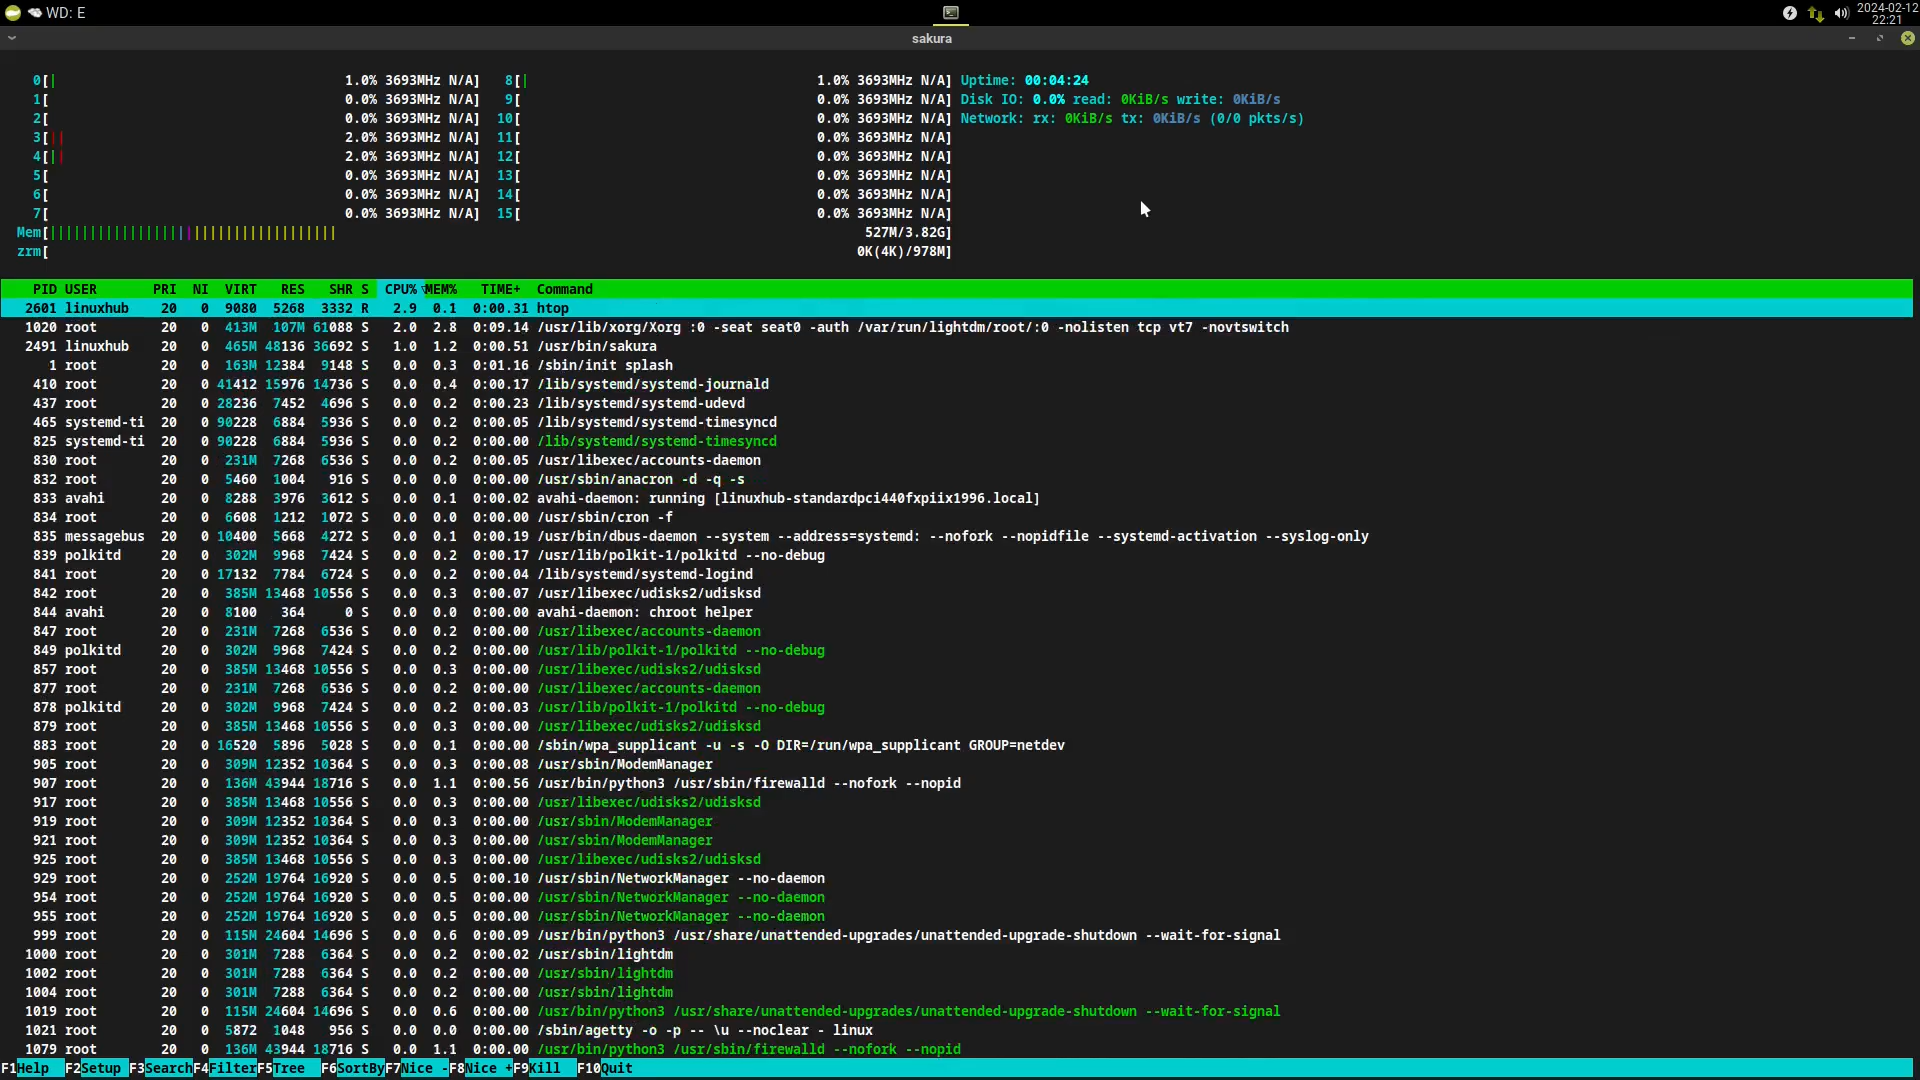 WD: E
2024-02-12
22:21
sakura
0[| 1.0% 3693MHz N/A] 8[| 1.0% 3693MHz N/A] Uptime: 00:04:24
1[ 0.0% 3693MHz N/A] 9[ 0.0% 3693MHz N/A] Disk IO: 0.0% read: 0KiB/s write: 0KiB/s
2[ 0.0% 3693MHz N/A] 10[ 0.0% 3693MHz N/A] Network: rx: 0KiB/s tx: 0KiB/s (0/0 pkts/s)
3[|| 2.0% 3693MHz N/A] 11[ 0.0% 3693MHz N/A]
4[|| 2.0% 3693MHz N/A] 12[ 0.0% 3693MHz N/A]
5[ 0.0% 3693MHz N/A] 13[ 0.0% 3693MHz N/A]
6[ 0.0% 3693MHz N/A] 14[ 0.0% 3693MHz N/A]
7[ 0.0% 3693MHz N/A] 15[ 0.0% 3693MHz N/A]
Mem[|||||||||||||||||||||||||||||||||||| 527M/3.82G]
zrm[ 0K(4K)/978M]
PID USER PRI NI VIRT RES SHR S CPU%▽MEM% TIME+ Command
2601 linuxhub 20 0 9080 5268 3332 R 2.9 0.1 0:00.31 htop
1020 root 20 0 413M 107M 61088 S 2.0 2.8 0:09.14 /usr/lib/xorg/Xorg :0 -seat seat0 -auth /var/run/lightdm/root/:0 -nolisten tcp vt7 -novtswitch
2491 linuxhub 20 0 465M 48136 36692 S 1.0 1.2 0:00.51 /usr/bin/sakura
1 root 20 0 163M 12384 9148 S 0.0 0.3 0:01.16 /sbin/init splash
410 root 20 0 41412 15976 14736 S 0.0 0.4 0:00.17 /lib/systemd/systemd-journald
437 root 20 0 28236 7452 4696 S 0.0 0.2 0:00.23 /lib/systemd/systemd-udevd
465 systemd-ti 20 0 90228 6884 5936 S 0.0 0.2 0:00.05 /lib/systemd/systemd-timesyncd
825 systemd-ti 20 0 90228 6884 5936 S 0.0 0.2 0:00.00 /lib/systemd/systemd-timesyncd
830 root 20 0 231M 7268 6536 S 0.0 0.2 0:00.05 /usr/libexec/accounts-daemon
832 root 20 0 5460 1004 916 S 0.0 0.0 0:00.00 /usr/sbin/anacron -d -q -s
833 avahi 20 0 8288 3976 3612 S 0.0 0.1 0:00.02 avahi-daemon: running [linuxhub-standardpci440fxpiix1996.local]
834 root 20 0 6608 1212 1072 S 0.0 0.0 0:00.00 /usr/sbin/cron -f
835 messagebus 20 0 10400 5668 4272 S 0.0 0.1 0:00.19 /usr/bin/dbus-daemon --system --address=systemd: --nofork --nopidfile --systemd-activation --syslog-only
839 polkitd 20 0 302M 9968 7424 S 0.0 0.2 0:00.17 /usr/lib/polkit-1/polkitd --no-debug
841 root 20 0 17132 7784 6724 S 0.0 0.2 0:00.04 /lib/systemd/systemd-logind
842 root 20 0 385M 13468 10556 S 0.0 0.3 0:00.07 /usr/libexec/udisks2/udisksd
844 avahi 20 0 8100 364 0 S 0.0 0.0 0:00.00 avahi-daemon: chroot helper
847 root 20 0 231M 7268 6536 S 0.0 0.2 0:00.00 /usr/libexec/accounts-daemon
849 polkitd 20 0 302M 9968 7424 S 0.0 0.2 0:00.00 /usr/lib/polkit-1/polkitd --no-debug
857 root 20 0 385M 13468 10556 S 0.0 0.3 0:00.00 /usr/libexec/udisks2/udisksd
877 root 20 0 231M 7268 6536 S 0.0 0.2 0:00.00 /usr/libexec/accounts-daemon
878 polkitd 20 0 302M 9968 7424 S 0.0 0.2 0:00.03 /usr/lib/polkit-1/polkitd --no-debug
879 root 20 0 385M 13468 10556 S 0.0 0.3 0:00.00 /usr/libexec/udisks2/udisksd
883 root 20 0 16520 5896 5028 S 0.0 0.1 0:00.00 /sbin/wpa_supplicant -u -s -O DIR=/run/wpa_supplicant GROUP=netdev
905 root 20 0 309M 12352 10364 S 0.0 0.3 0:00.08 /usr/sbin/ModemManager
907 root 20 0 136M 43944 18716 S 0.0 1.1 0:00.56 /usr/bin/python3 /usr/sbin/firewalld --nofork --nopid
917 root 20 0 385M 13468 10556 S 0.0 0.3 0:00.00 /usr/libexec/udisks2/udisksd
919 root 20 0 309M 12352 10364 S 0.0 0.3 0:00.00 /usr/sbin/ModemManager
921 root 20 0 309M 12352 10364 S 0.0 0.3 0:00.00 /usr/sbin/ModemManager
925 root 20 0 385M 13468 10556 S 0.0 0.3 0:00.00 /usr/libexec/udisks2/udisksd
929 root 20 0 252M 19764 16920 S 0.0 0.5 0:00.10 /usr/sbin/NetworkManager --no-daemon
954 root 20 0 252M 19764 16920 S 0.0 0.5 0:00.00 /usr/sbin/NetworkManager --no-daemon
955 root 20 0 252M 19764 16920 S 0.0 0.5 0:00.00 /usr/sbin/NetworkManager --no-daemon
999 root 20 0 115M 24604 14696 S 0.0 0.6 0:00.09 /usr/bin/python3 /usr/share/unattended-upgrades/unattended-upgrade-shutdown --wait-for-signal
1000 root 20 0 301M 7288 6364 S 0.0 0.2 0:00.02 /usr/sbin/lightdm
1002 root 20 0 301M 7288 6364 S 0.0 0.2 0:00.00 /usr/sbin/lightdm
1004 root 20 0 301M 7288 6364 S 0.0 0.2 0:00.00 /usr/sbin/lightdm
1019 root 20 0 115M 24604 14696 S 0.0 0.6 0:00.00 /usr/bin/python3 /usr/share/unattended-upgrades/unattended-upgrade-shutdown --wait-for-signal
1021 root 20 0 5872 1048 956 S 0.0 0.0 0:00.00 /sbin/agetty -o -p -- \u --noclear - linux
1079 root 20 0 136M 43944 18716 S 0.0 1.1 0:00.00 /usr/bin/python3 /usr/sbin/firewalld --nofork --nopid
F1Help F2Setup F3SearchF4FilterF5Tree F6SortByF7Nice -F8Nice +F9Kill F10Quit